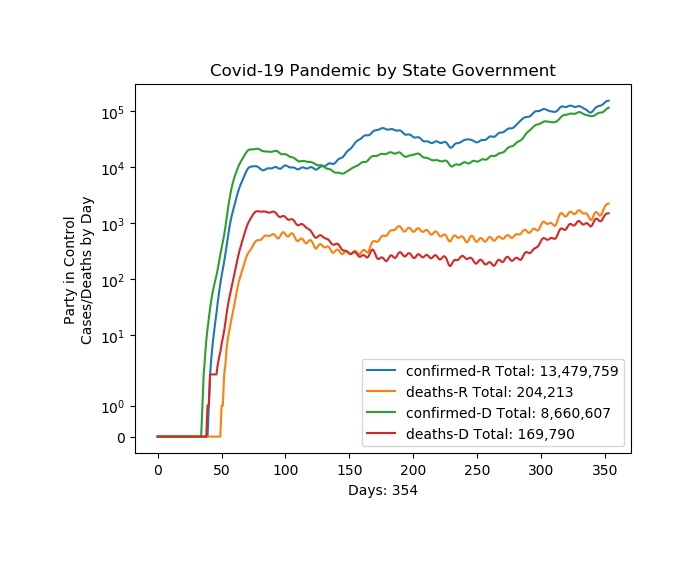 Covid-19 Pandemic by State Government
Party in Control
Cases/Deaths by Day
10^5
10^4
10^3
10^2
10^1
10^0
0
confirmed-R Total: 13,479,759
deaths-R Total: 204,213
confirmed-D Total: 8,660,607
deaths-D Total: 169,790
0 50 100 150 200 250 300 350
Days: 354